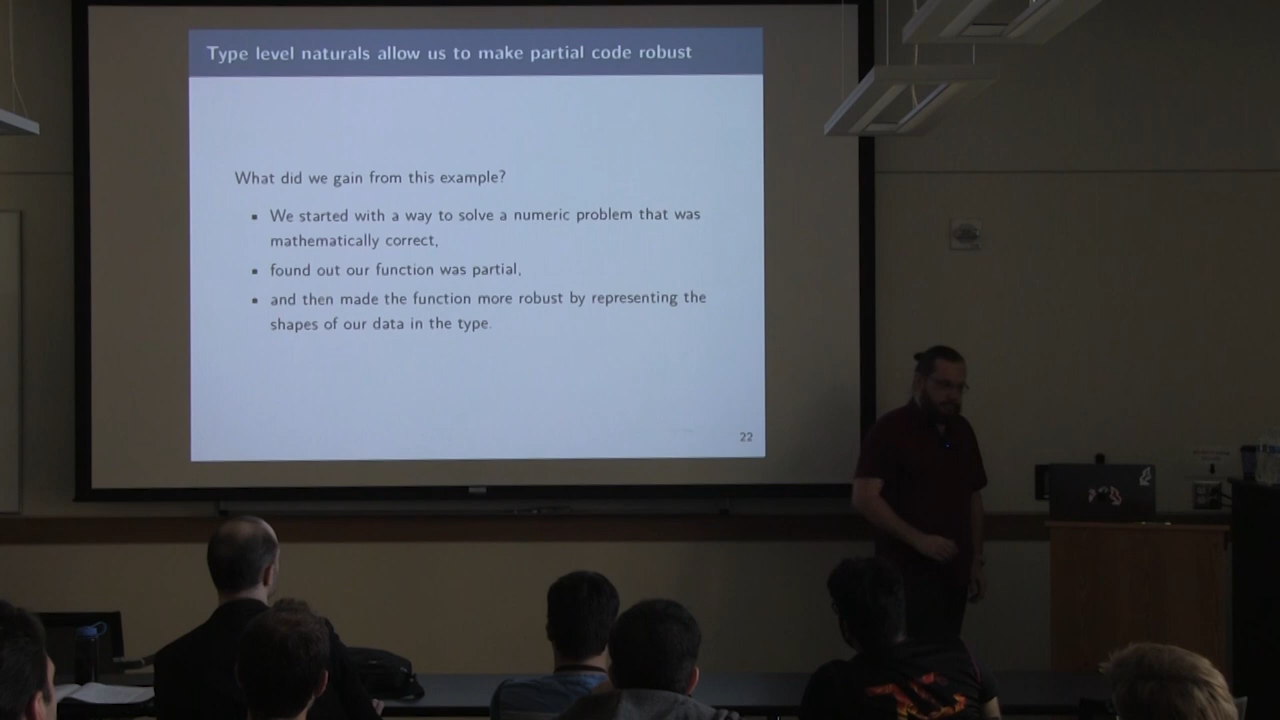 Type level naturals allow us to make partial code robust
What did we gain from this example?
▪ We started with a way to solve a numeric problem that was
mathematically correct,
▪ found out our function was partial,
▪ and then made the function more robust by representing the
shapes of our data in the type.
22